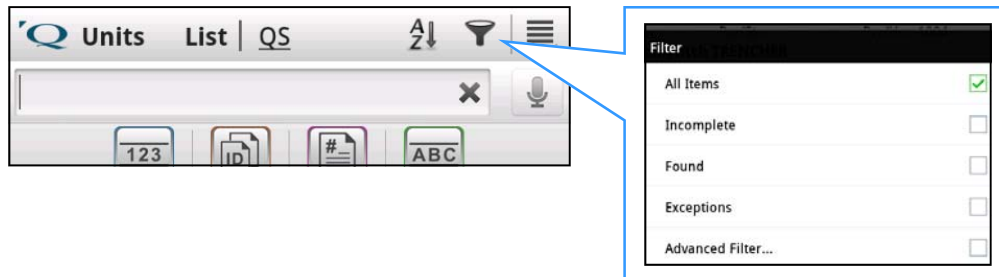 Units List | QS
123 ID #_ ABC
Filter
All Items
Incomplete
Found
Exceptions
Advanced Filter...